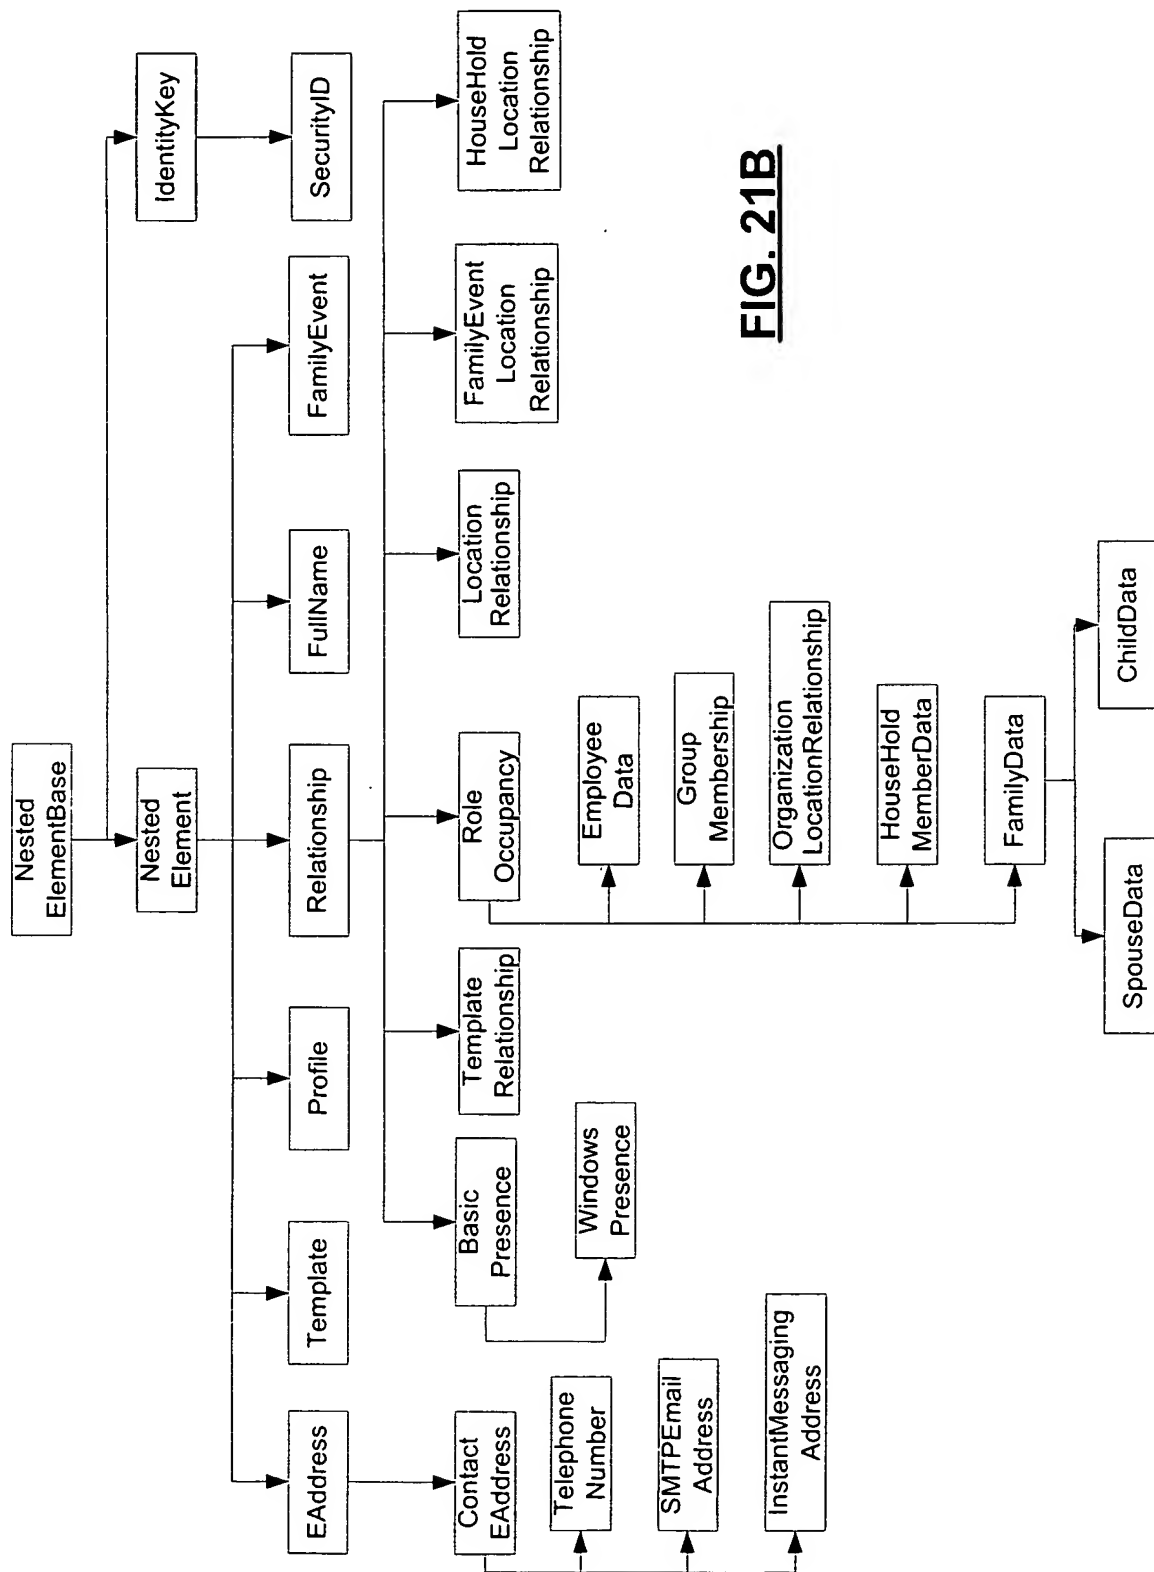 Nested
ElementBase
Nested
Element
IdentityKey
EAddress
Template
Profile
Relationship
FullName
FamilyEvent
SecurityID
Contact
EAddress
Basic
Presence
Template
Relationship
Role
Occupancy
Location
Relationship
FamilyEvent
Location
Relationship
HouseHold
Location
Relationship
Telephone
Number
SMTPEmail
Address
InstantMessaging
Address
Windows
Presence
Employee
Data
Group
Membership
Organization
LocationRelationship
HouseHold
MemberData
FamilyData
SpouseData
ChildData
FIG. 21B